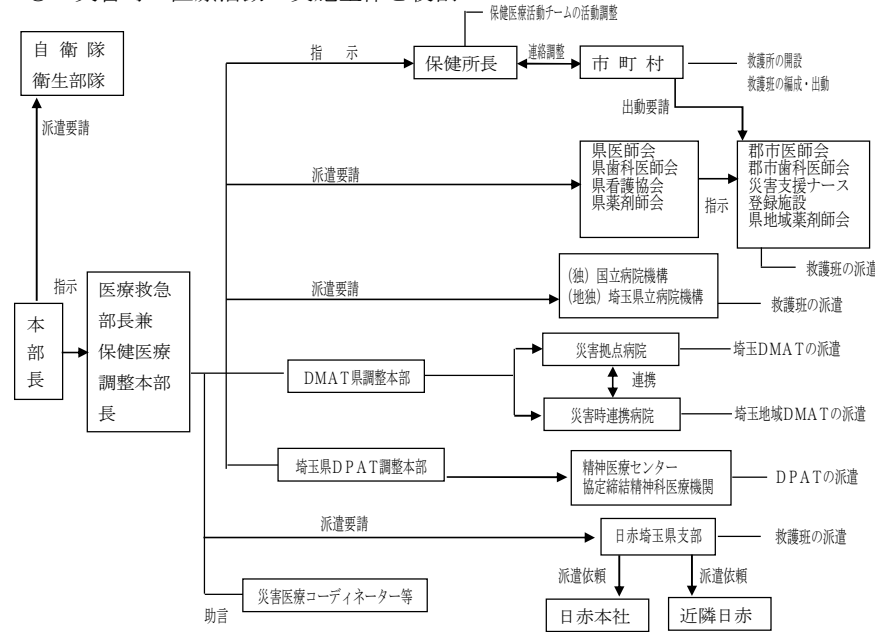 保健医療活動チームの活動調整
自衛隊
衛生部隊
指　示
保健所長
連絡調整
市町村
救護所の開設
救護班の編成・出動
派遣要請
出動要請
県医師会
県歯科医師会
県看護協会
県薬剤師会
派遣要請
指示
郡市医師会
郡市歯科医師会
災害支援ナース
登録施設
県地域薬剤師会
救護班の派遣
指示
本部長
医療救急
部長兼
保健医療
調整本部
長
派遣要請
（独）国立病院機構
（地独）埼玉県立病院機構
救護班の派遣
DMAT県調整本部
災害拠点病院
埼玉DMATの派遣
連携
災害時連携病院
埼玉地域DMATの派遣
埼玉県DPAT調整本部
精神医療センター
協定締結精神科医療機関
DPATの派遣
派遣要請
日赤埼玉県支部
救護班の派遣
派遣依頼
派遣依頼
災害医療コーディネーター等
助言
日赤本社
近隣日赤